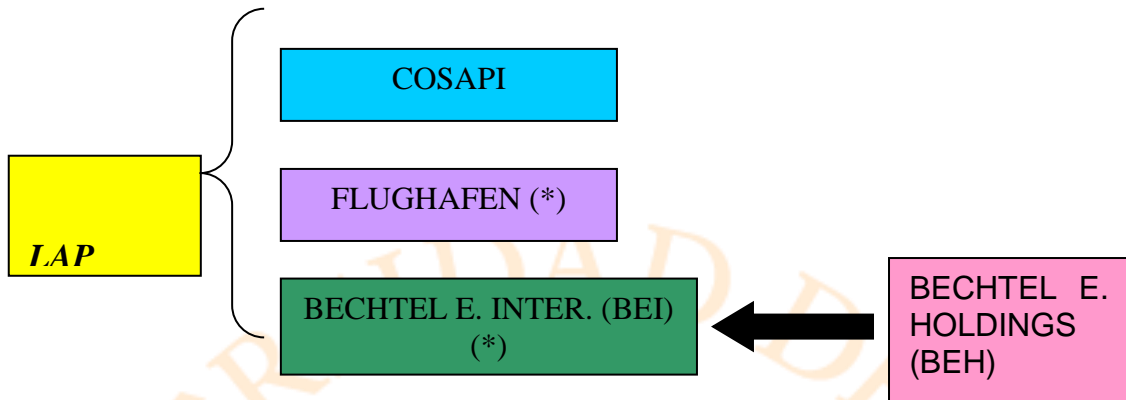 COSAPI
FLUGHAFEN (*)
LAP
BECHTEL E. INTER. (BEI)
(*)
BECHTEL E.
HOLDINGS
(BEH)